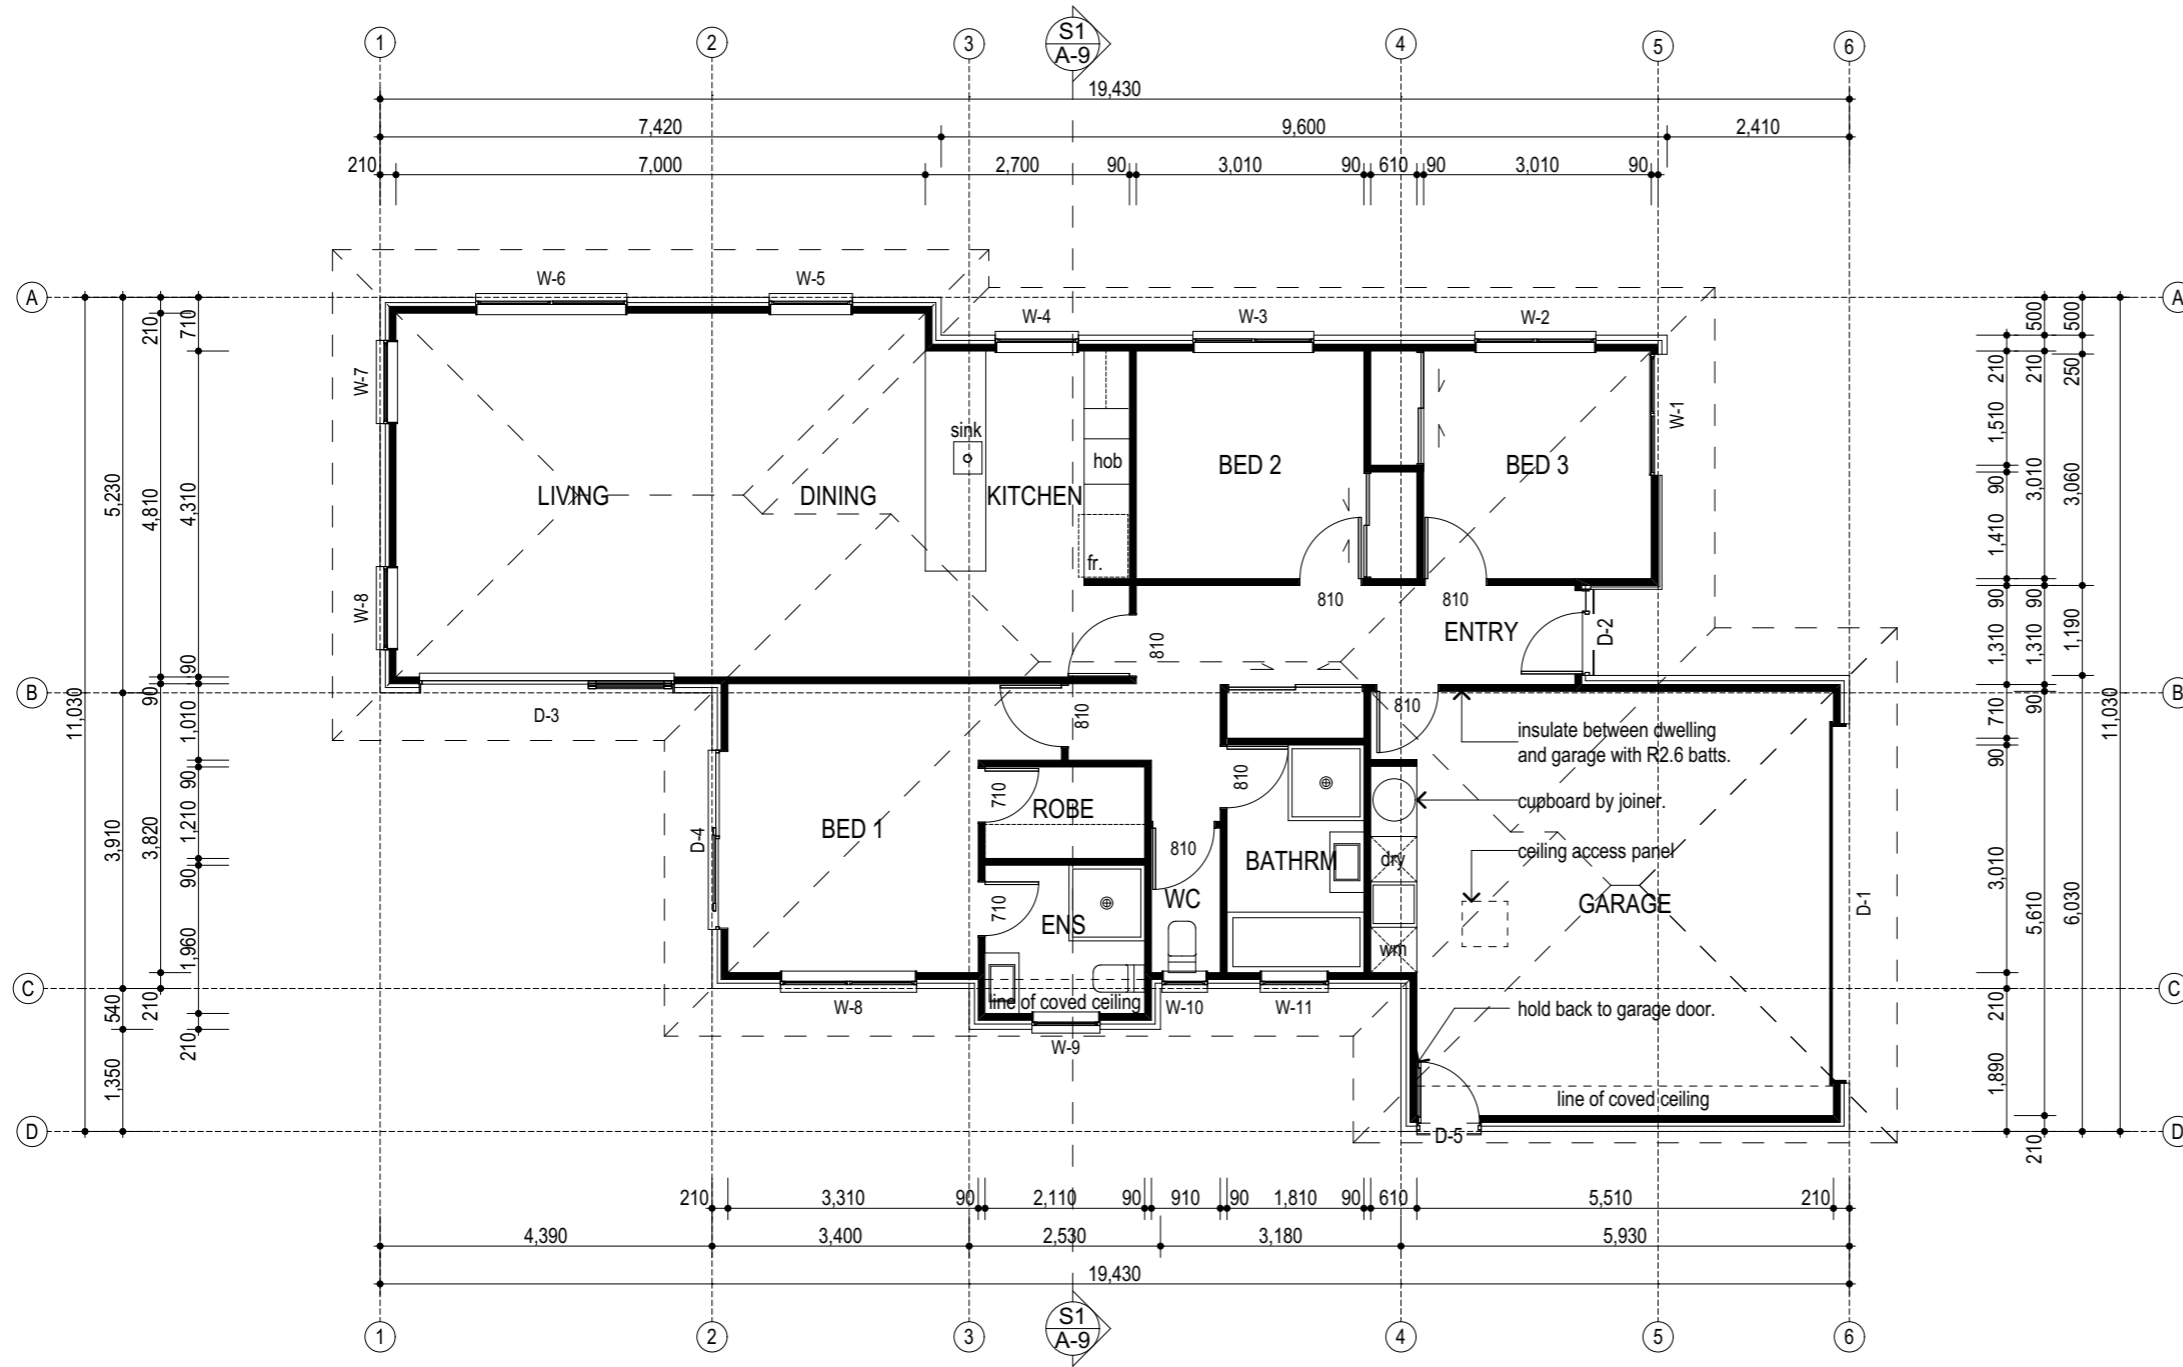 1
2
3
S1
A-9
4
5
6
19,430
7,420
9,600
2,410
210
7,000
2,700
90
3,010
90
610
90
3,010
90
A
A
W-6
W-5
W-4
W-3
W-2
W-7
W-1
W-8
sink
hob
fr.
LIVING
DINING
KITCHEN
BED 2
BED 3
810
810
810
ENTRY
D-2
B
B
D-3
810
810
insulate between dwelling
and garage with R2.6 batts.
cupboard by joiner.
ceiling access panel
810
710
ROBE
BED 1
D-4
810
BATHRM
dry
WC
710
ENS
wm
GARAGE
D-1
C
C
line of coved ceiling
hold back to garage door.
W-8
W-9
W-10
W-11
line of coved ceiling
D
D
D-5
11,030
5,230
3,910
540
1,350
210
4,810
90
3,820
210
710
4,310
90
1,010
90
1,210
90
1,960
210
210
1,510
90
1,410
90
1,310
710
90
3,010
210
1,890
500
210
3,010
90
1,310
90
5,610
210
500
250
3,060
1,190
6,030
11,030
210
3,310
90
2,110
90
910
90
1,810
90
610
5,510
210
4,390
3,400
2,530
3,180
5,930
19,430
1
2
3
S1
A-9
4
5
6